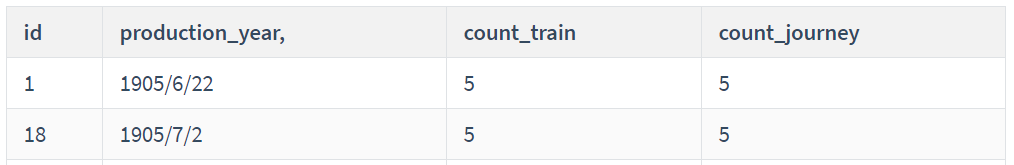 id production_year, count_train count_journey
1 1905/6/22 5 5
18 1905/7/2 5 5